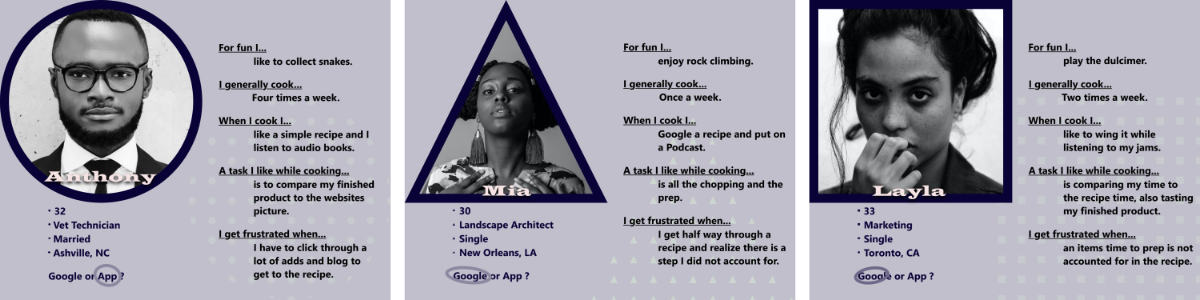 Anthony
• 32
• Vet Technician
• Married
• Ashville, NC
Google or App ?
For fun I...
like to collect snakes.
I generally cook...
Four times a week.
When I cook I...
like a simple recipe and I
listen to audio books.
A task I like while cooking...
is to compare my finished
product to the websites
picture.
I get frustrated when...
I have to click through a
lot of adds and blog to
get to the recipe.
Mia
• 30
• Landscape Architect
• Single
• New Orleans, LA
Google or App ?
For fun I...
enjoy rock climbing.
I generally cook...
Once a week.
When I cook I...
Google a recipe and put on
a Podcast.
A task I like while cooking...
is all the chopping and the
prep.
I get frustrated when...
I get half way through a
recipe and realize there is a
step I did not account for.
Layla
• 33
• Marketing
• Single
• Toronto, CA
Google or App ?
For fun I...
play the dulcimer.
I generally cook...
Two times a week.
When I cook I...
like to wing it while
listening to my jams.
A task I like while cooking...
is comparing my time to
the recipe time, also tasting
my finished product.
I get frustrated when...
an items time to prep is not
accounted for in the recipe.